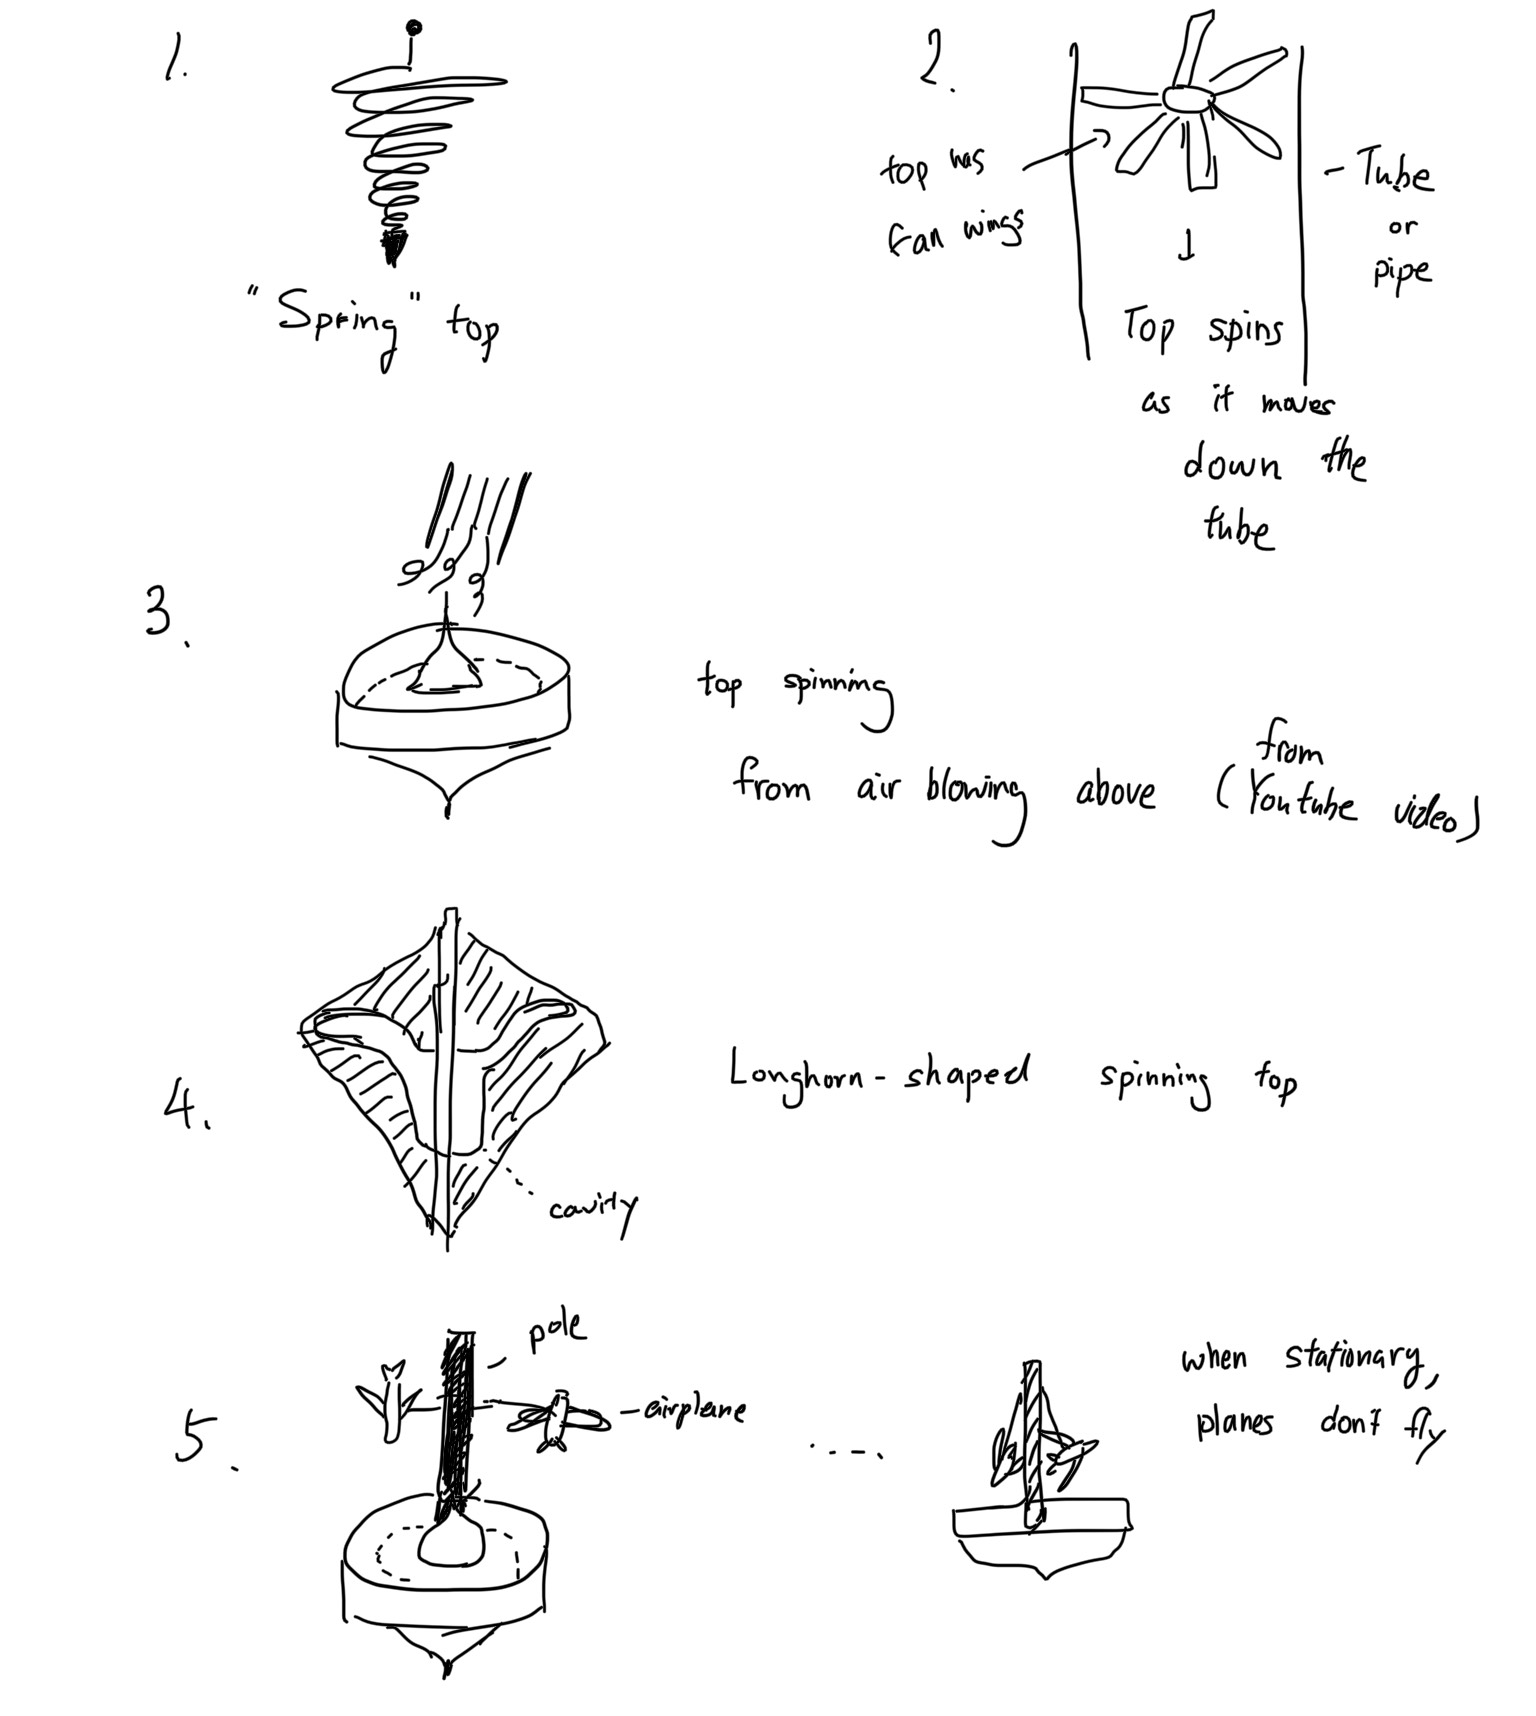 1.
"Spring" top
2.
top has
fan wings
- Tube
or
pipe
Top spins
as it moves
down the
tube
3.
top spinning
from air blowing above (from Youtube video)
4.
Longhorn-shaped spinning top
cavity
5.
pole
airplane
when stationary,
planes don't fly